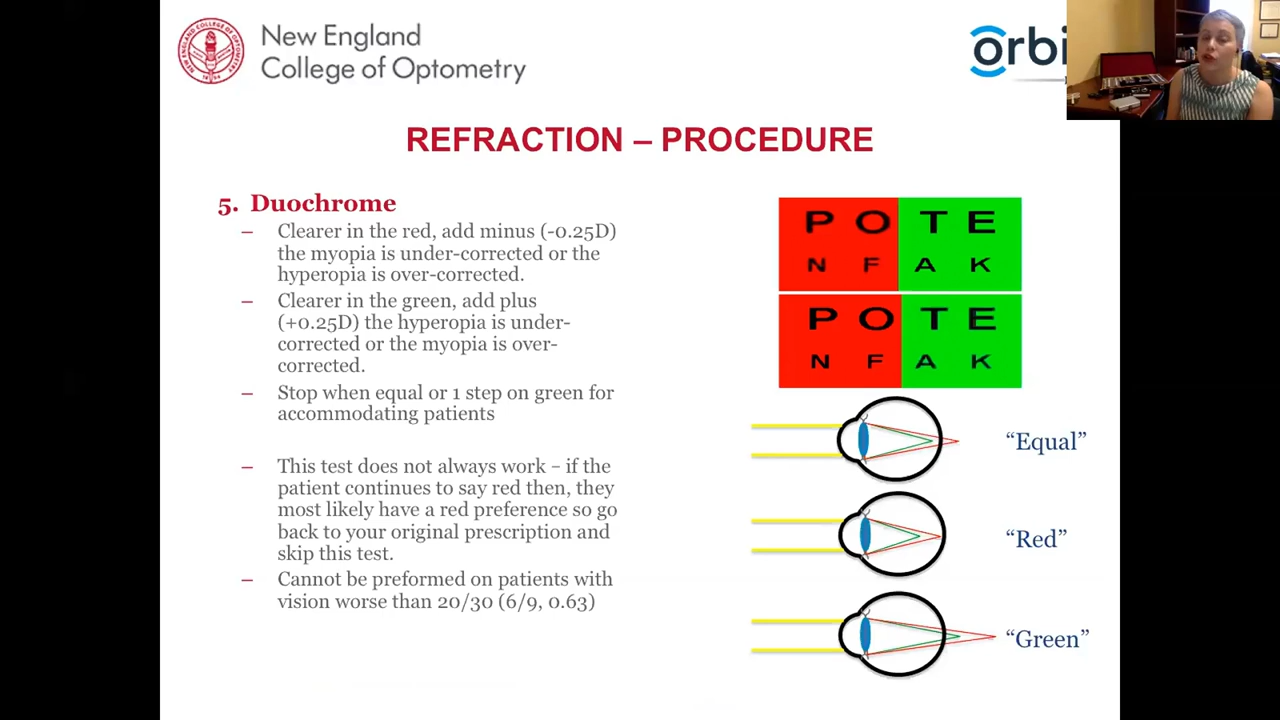 New England
College of Optometry
orbi
REFRACTION – PROCEDURE
5. Duochrome
– Clearer in the red, add minus (-0.25D)
the myopia is under-corrected or the
hyperopia is over-corrected.
– Clearer in the green, add plus
(+0.25D) the hyperopia is under-
corrected or the myopia is over-
corrected.
– Stop when equal or 1 step on green for
accommodating patients
– This test does not always work – if the
patient continues to say red then, they
most likely have a red preference so go
back to your original prescription and
skip this test.
– Cannot be preformed on patients with
vision worse than 20/30 (6/9, 0.63)
P O T E
N F A K
P O T E
N F A K
“Equal”
“Red”
“Green”